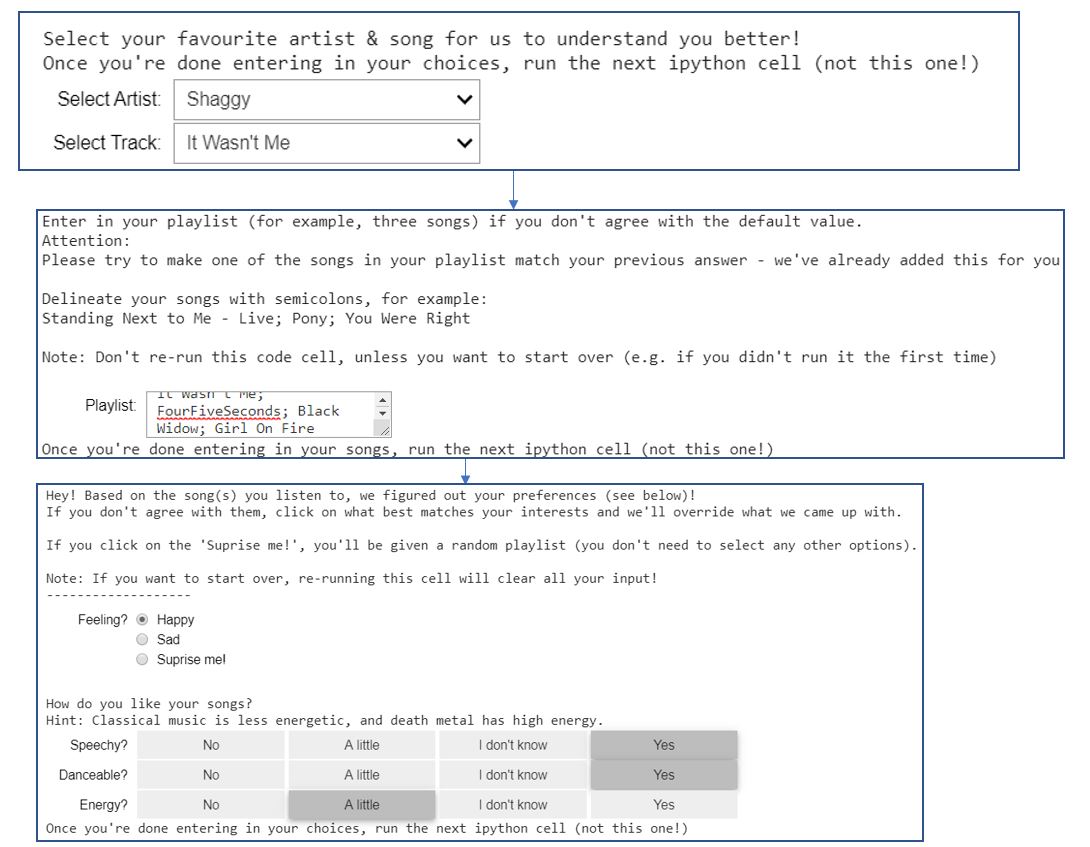 Select your favourite artist & song for us to understand you better!
Once you're done entering in your choices, run the next ipython cell (not this one!)
Select Artist: Shaggy
Select Track: It Wasn't Me
Enter in your playlist (for example, three songs) if you don't agree with the default value.
Attention:
Please try to make one of the songs in your playlist match your previous answer - we've already added this for you
Delineate your songs with semicolons, for example:
Standing Next to Me - Live; Pony; You Were Right
Note: Don't re-run this code cell, unless you want to start over (e.g. if you didn't run it the first time)
Playlist: It Wasn't Me;
FourFiveSeconds; Black
Widow; Girl On Fire
Once you're done entering in your songs, run the next ipython cell (not this one!)
Hey! Based on the song(s) you listen to, we figured out your preferences (see below)!
If you don't agree with them, click on what best matches your interests and we'll override what we came up with.
If you click on the 'Suprise me!', you'll be given a random playlist (you don't need to select any other options).
Note: If you want to start over, re-running this cell will clear all your input!
-------------------
Feeling? Happy
Sad
Suprise me!
How do you like your songs?
Hint: Classical music is less energetic, and death metal has high energy.
Speechy? No A little I don't know Yes
Danceable? No A little I don't know Yes
Energy? No A little I don't know Yes
Once you're done entering in your choices, run the next ipython cell (not this one!)